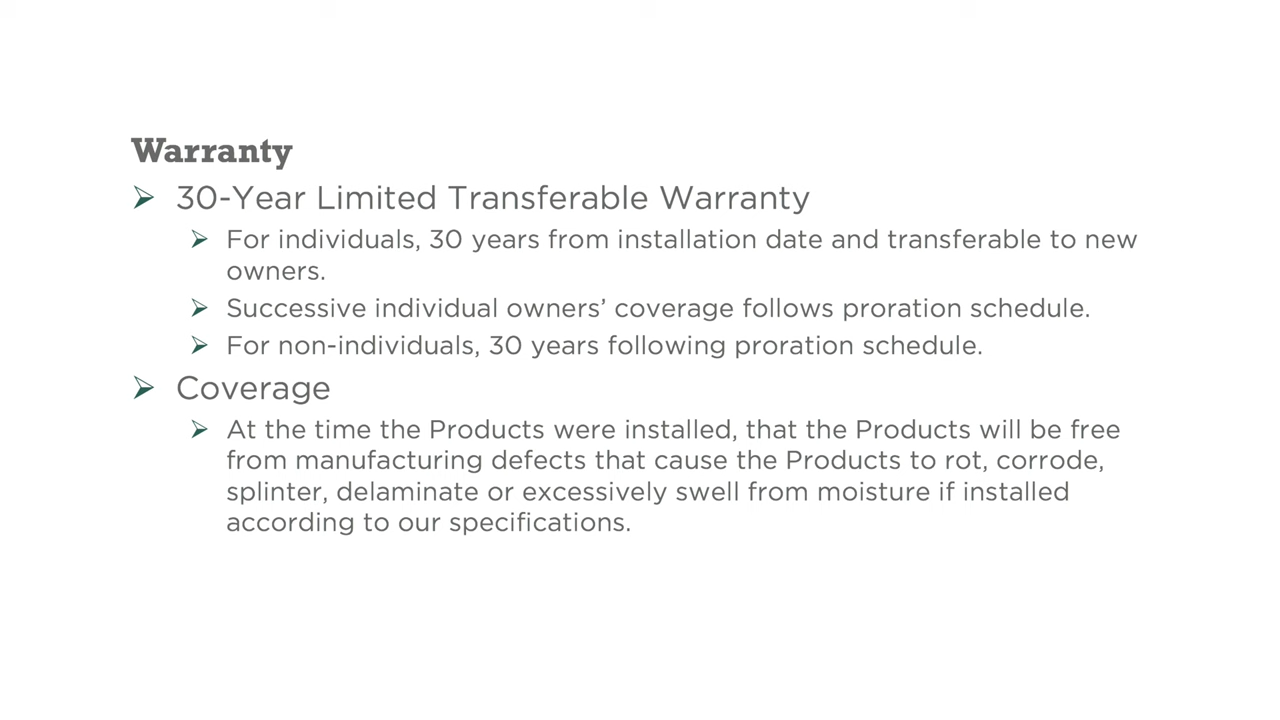 Warranty
30-Year Limited Transferable Warranty
For individuals, 30 years from installation date and transferable to new
owners.
Successive individual owners’ coverage follows proration schedule.
For non-individuals, 30 years following proration schedule.
Coverage
At the time the Products were installed, that the Products will be free
from manufacturing defects that cause the Products to rot, corrode,
splinter, delaminate or excessively swell from moisture if installed
according to our specifications.